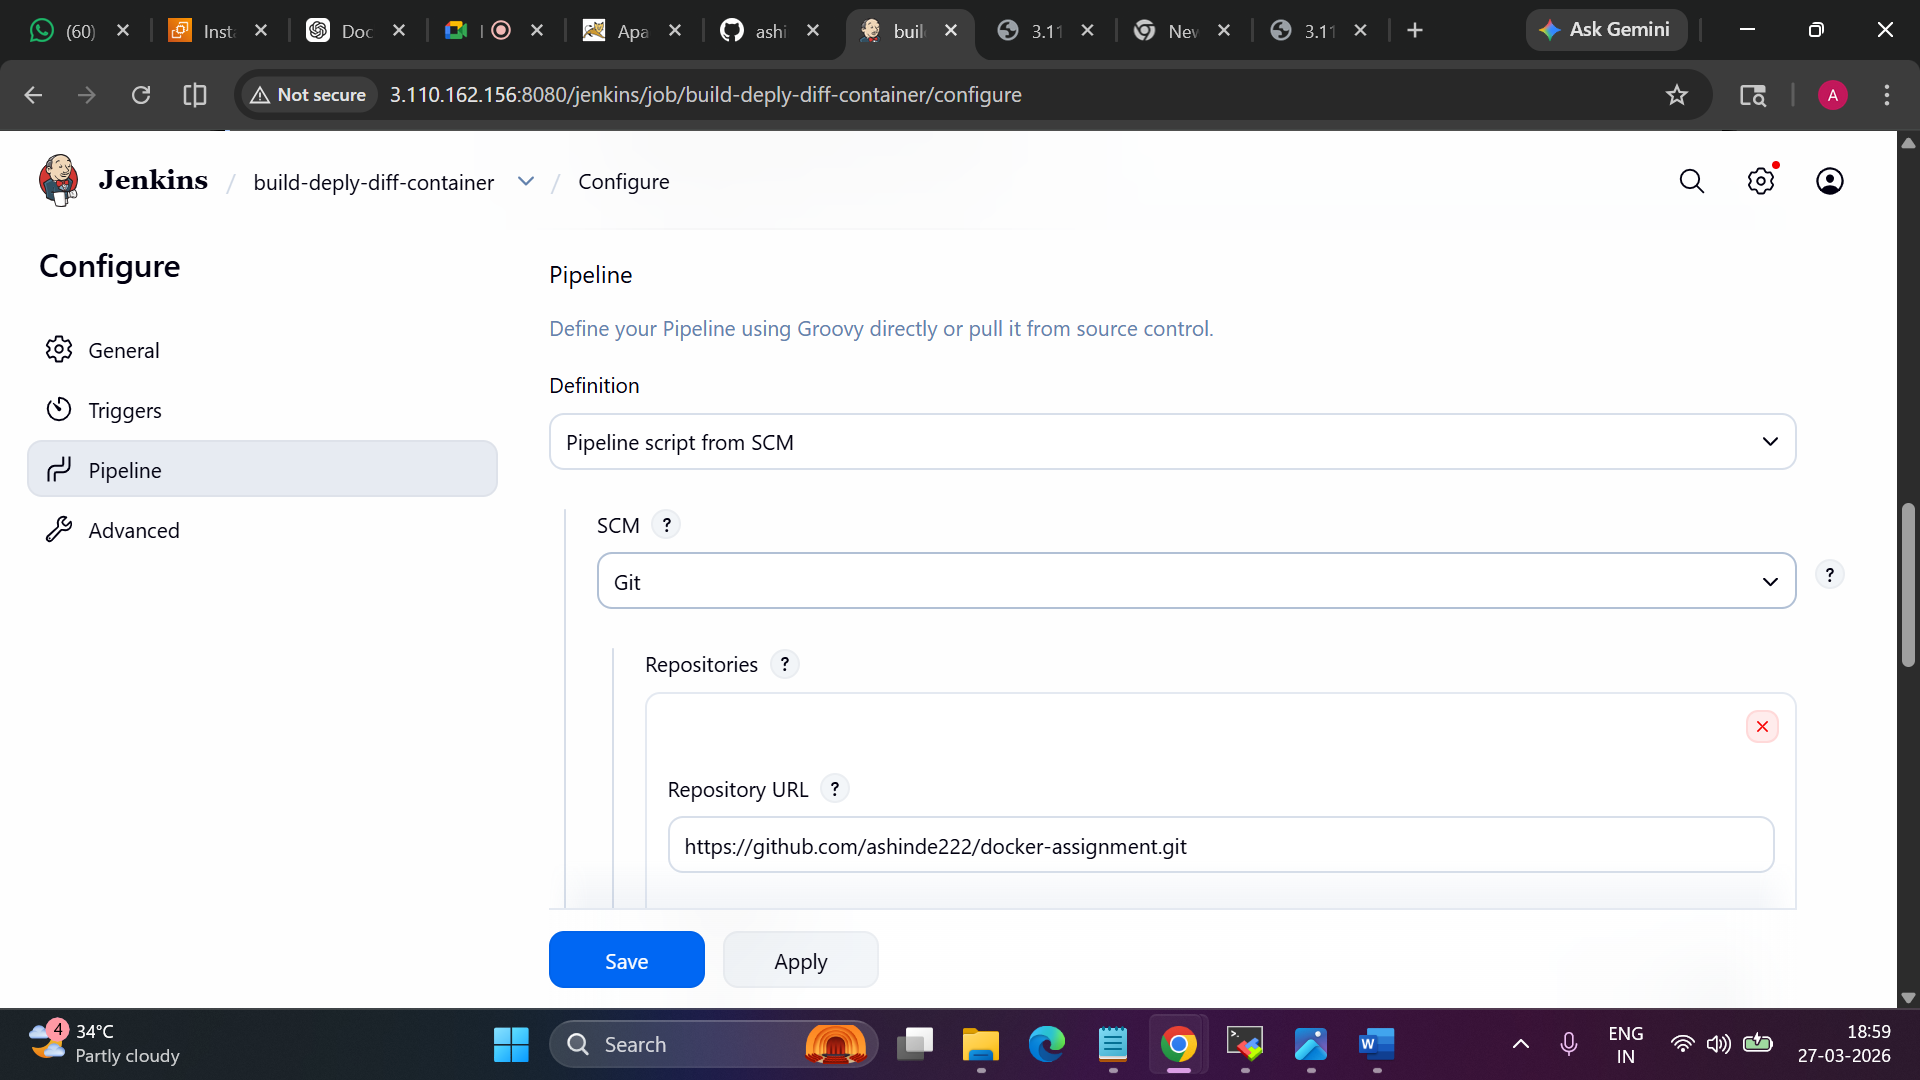 (60)
Inst
Doc
Apa
ashi
buil
3.11
New
3.11
Ask Gemini
Not secure
3.110.162.156:8080/jenkins/job/build-deply-diff-container/configure
A
Jenkins / build-deply-diff-container / Configure
Configure
General
Triggers
Pipeline
Advanced
Pipeline
Define your Pipeline using Groovy directly or pull it from source control.
Definition
Pipeline script from SCM
SCM ?
Git
?
Repositories ?
Repository URL ?
https://github.com/ashinde222/docker-assignment.git
Save
Apply
4
34°C
Partly cloudy
Search
ENG
IN
18:59
27-03-2026